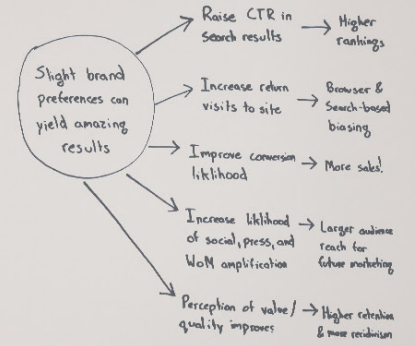 Slight brand
preferences can
yield amazing
results
Raise CTR in
search results
Higher
rankings
Increase return
visits to site
Browser &
Search-based
biasing
Improve conversion
liklihood
More sales!
Increase liklihood
of social, press, and
WoM amplification
Larger audience
reach for
future marketing
Perception of value/
quality improves
Higher retention
& more recidivism